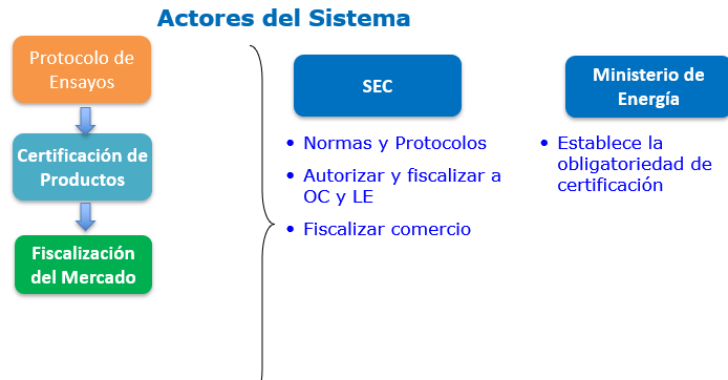 Actores del Sistema
Protocolo de
Ensayos
Certificación de
Productos
Fiscalización
del Mercado
SEC
• Normas y Protocolos
• Autorizar y fiscalizar a
OC y LE
• Fiscalizar comercio
Ministerio de
Energía
• Establece la
obligatoriedad de
certificación